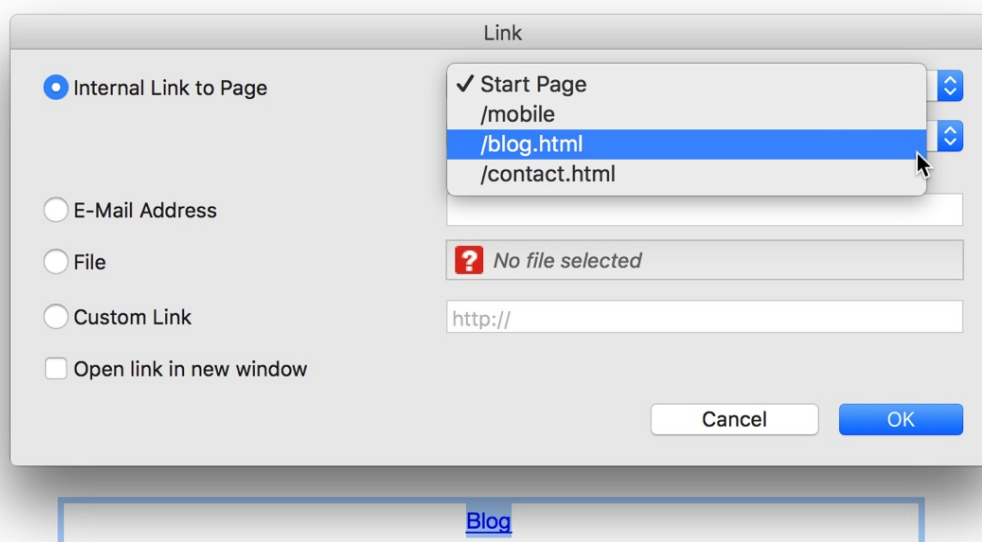 Link
Internal Link to Page
✓ Start Page
/mobile
/blog.html
/contact.html
E-Mail Address
File
? No file selected
Custom Link
http://
Open link in new window
Cancel
OK
Blog